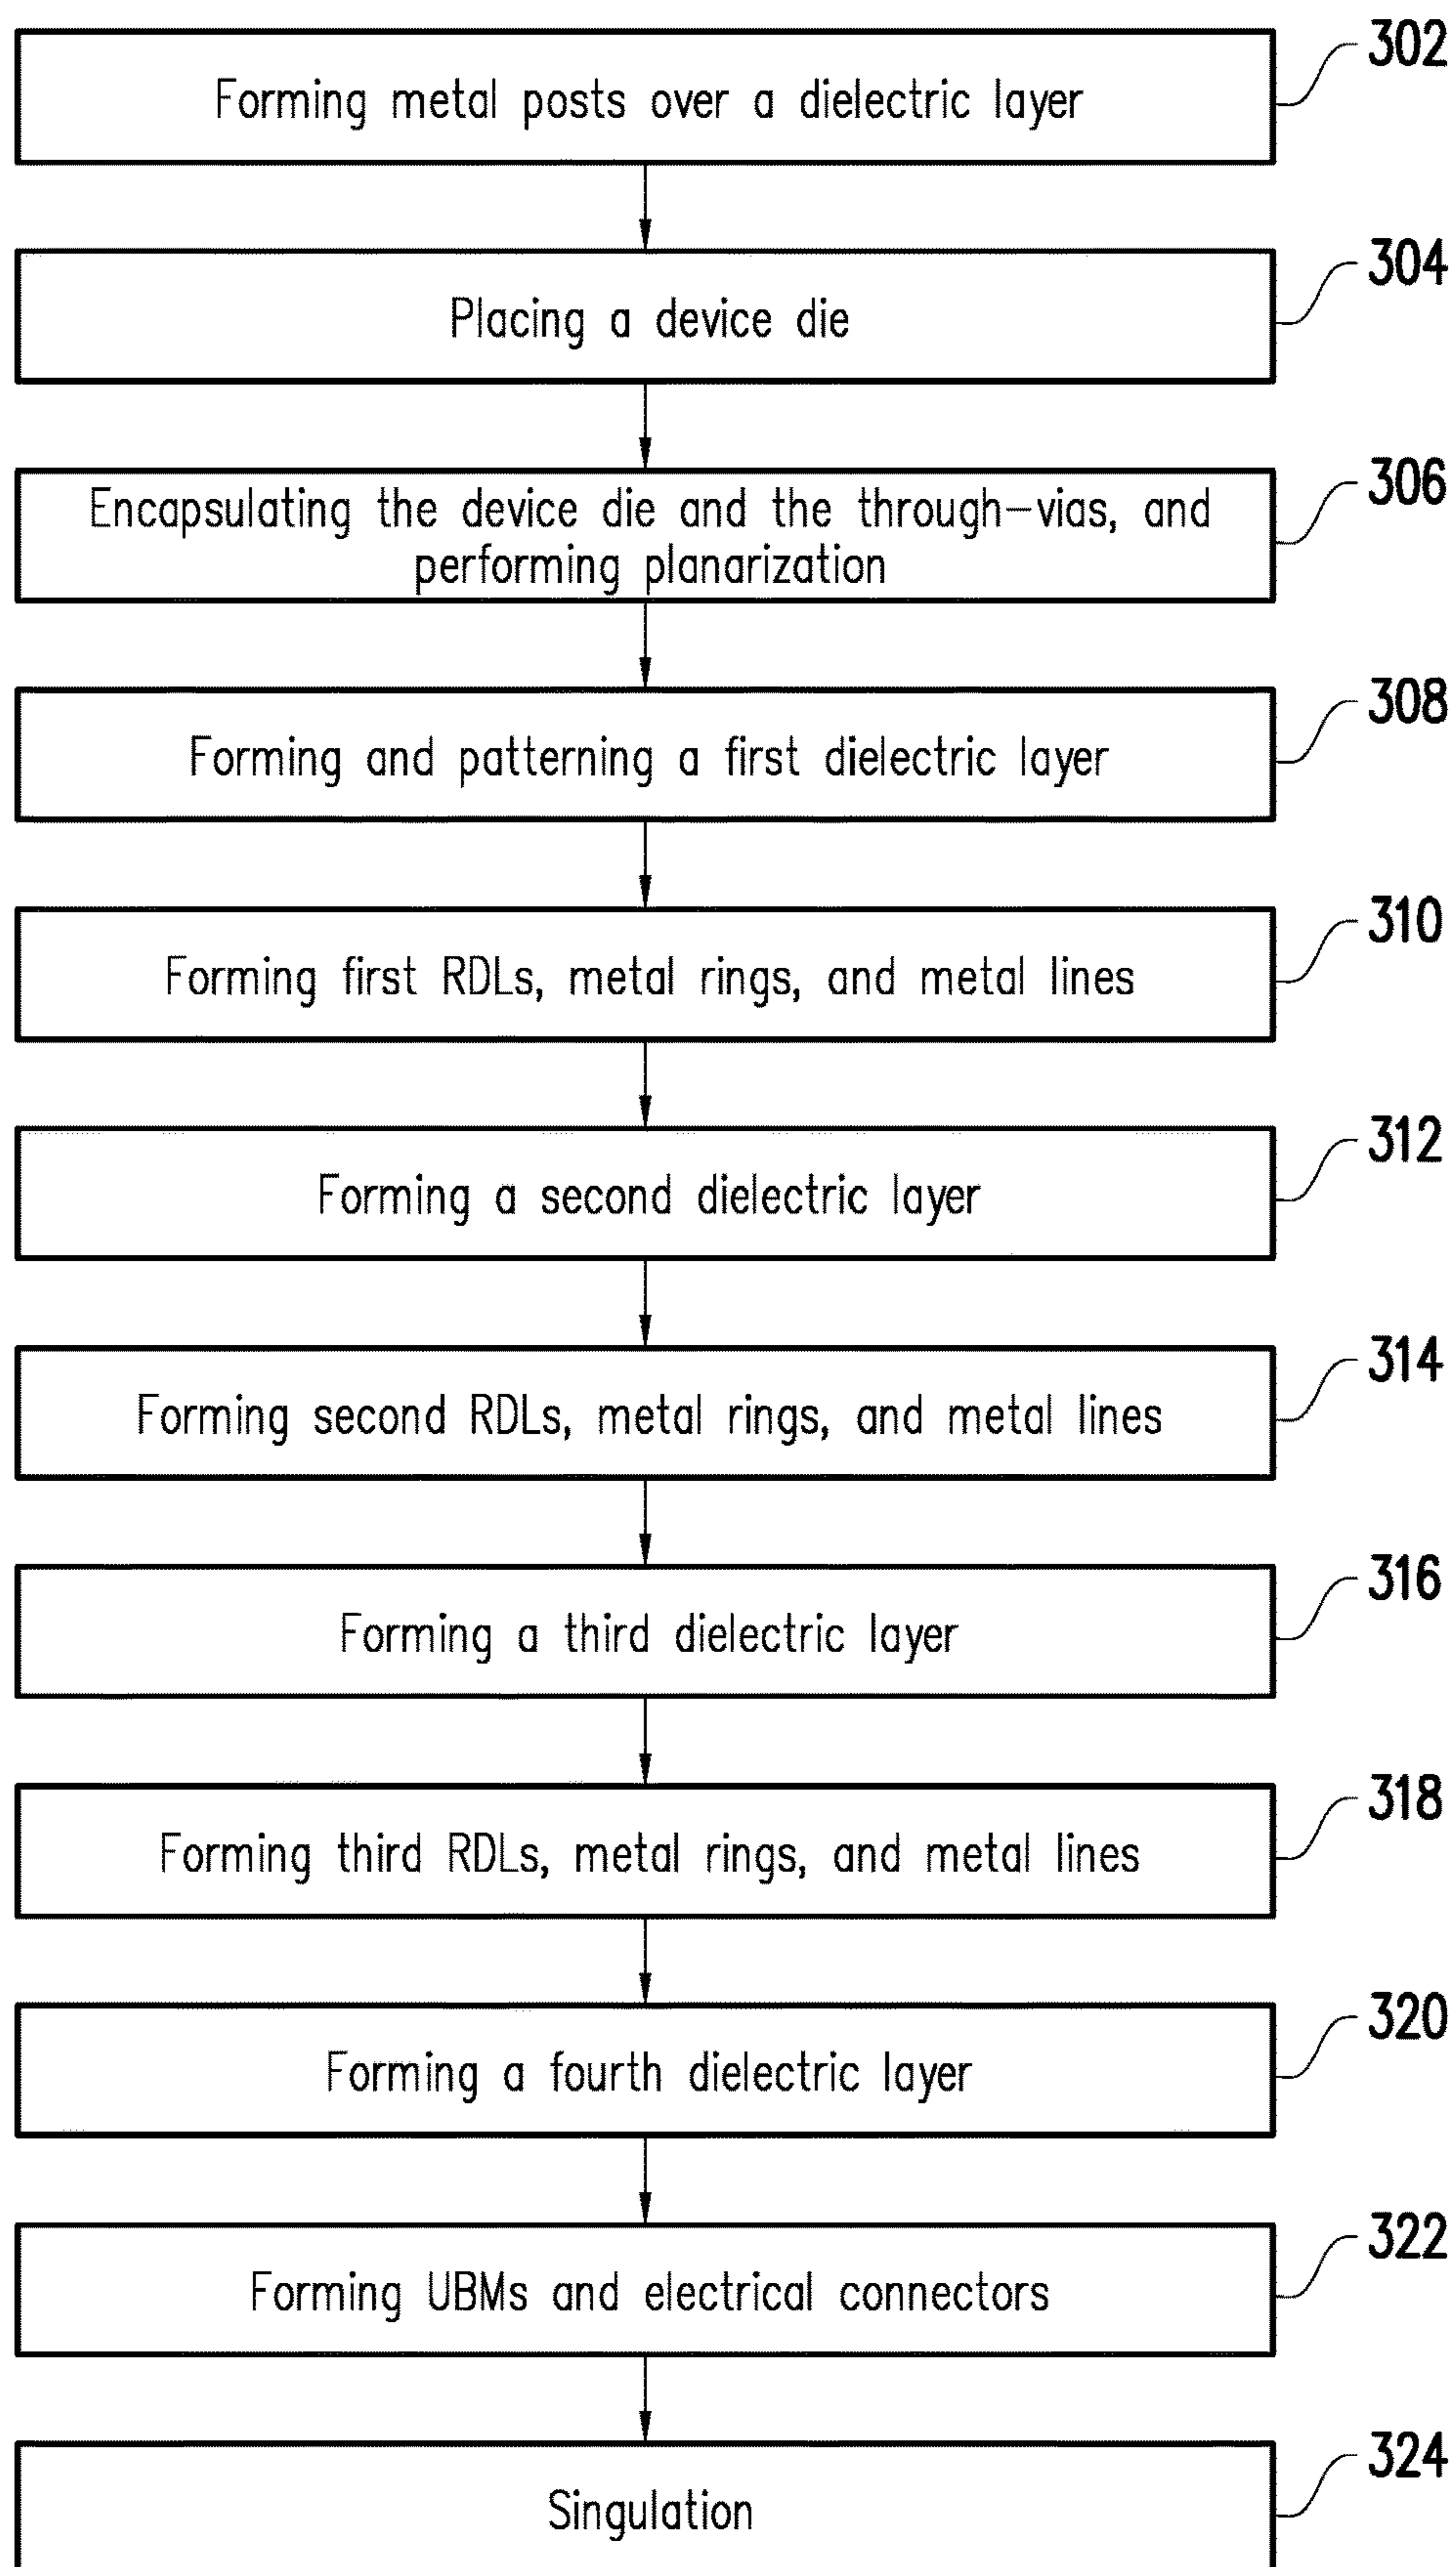 302
Forming metal posts over a dielectric layer
304
Placing a device die
306
Encapsulating the device die and the through-vias, and
performing planarization
308
Forming and patterning a first dielectric layer
310
Forming first RDLs, metal rings, and metal lines
312
Forming a second dielectric layer
314
Forming second RDLs, metal rings, and metal lines
316
Forming a third dielectric layer
318
Forming third RDLs, metal rings, and metal lines
320
Forming a fourth dielectric layer
322
Forming UBMs and electrical connectors
324
Singulation